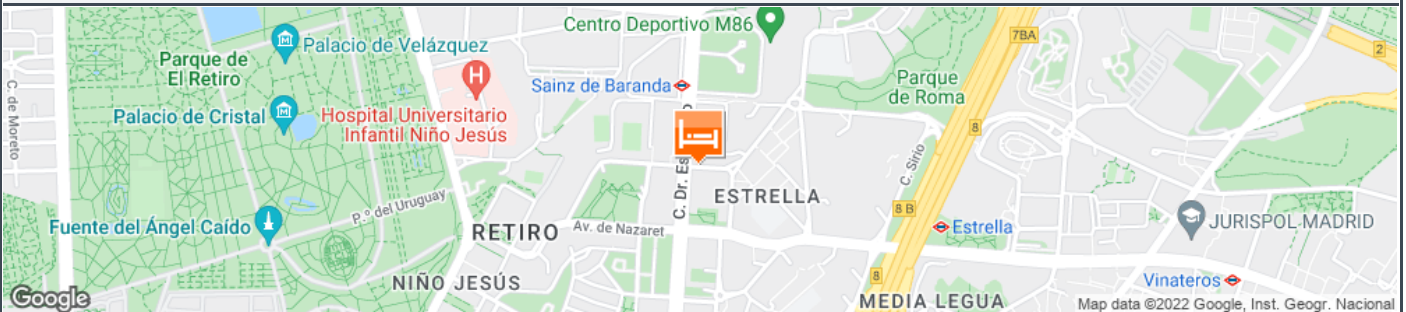 Centro Deportivo M86
7BA
2
Palacio de Velázquez
Parque de
El Retiro
H
Sainz de Baranda
Parque
de Roma
C. de Moreto
Palacio de Cristal
Hospital Universitario
Infantil Niño Jesús
8
C. Dr. Es
C. Sirio
ESTRELLA
P.º del Uruguay
8 B
Fuente del Ángel Caído
RETIRO
Av. de Nazaret
Estrella
JURISPOL MADRID
NIÑO JESÚS
8
Vinateros
Google
MEDIA LEGUA
Map data ©2022 Google, Inst. Geogr. Nacional